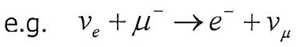 e.g. ν_e + μ⁻ → e⁻ + ν_μ